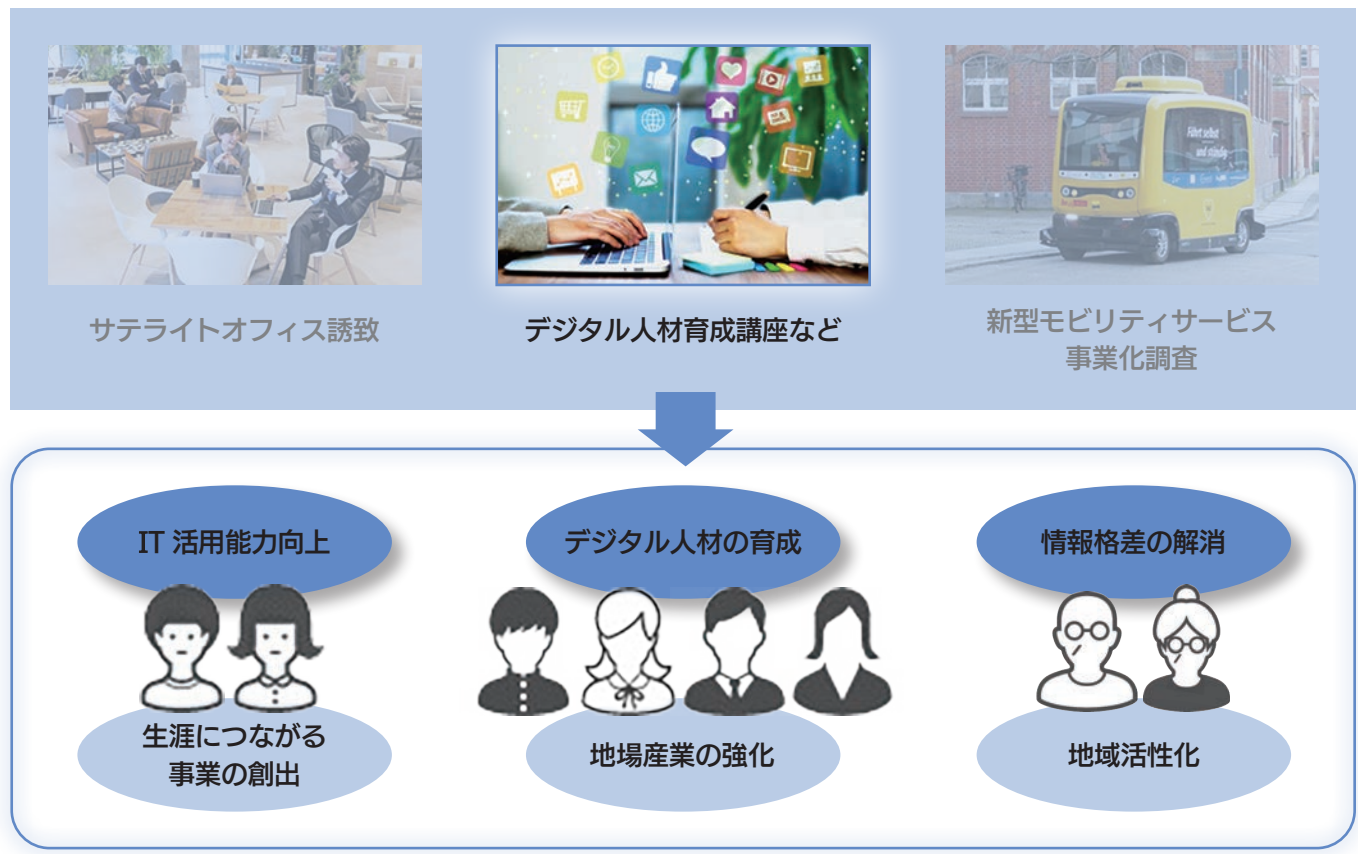 Fährt selbst
und ständig.
サテライトオフィス誘致
デジタル人材育成講座など
新型モビリティサービス
事業化調査
IT 活用能力向上
デジタル人材の育成
情報格差の解消
生涯につながる
事業の創出
地場産業の強化
地域活性化